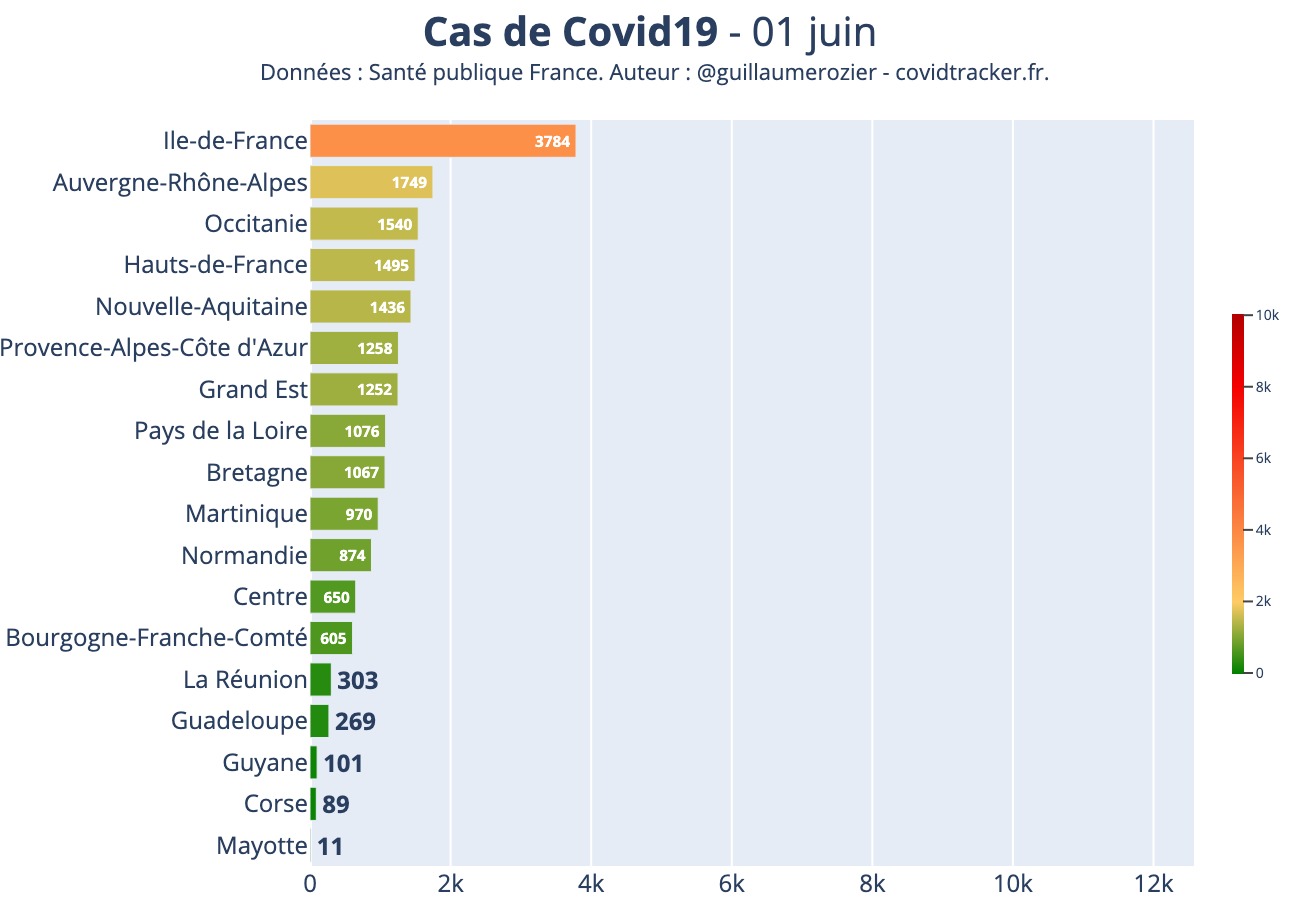 Cas de Covid19 - 01 juin
Données : Santé publique France. Auteur : @guillaumerozier - covidtracker.fr.
Ile-de-France 3784
Auvergne-Rhône-Alpes 1749
Occitanie 1540
Hauts-de-France 1495
Nouvelle-Aquitaine 1436
Provence-Alpes-Côte d'Azur 1258
Grand Est 1252
Pays de la Loire 1076
Bretagne 1067
Martinique 970
Normandie 874
Centre 650
Bourgogne-Franche-Comté 605
La Réunion 303
Guadeloupe 269
Guyane 101
Corse 89
Mayotte 11
0 2k 4k 6k 8k 10k 12k
10k
8k
6k
4k
2k
0